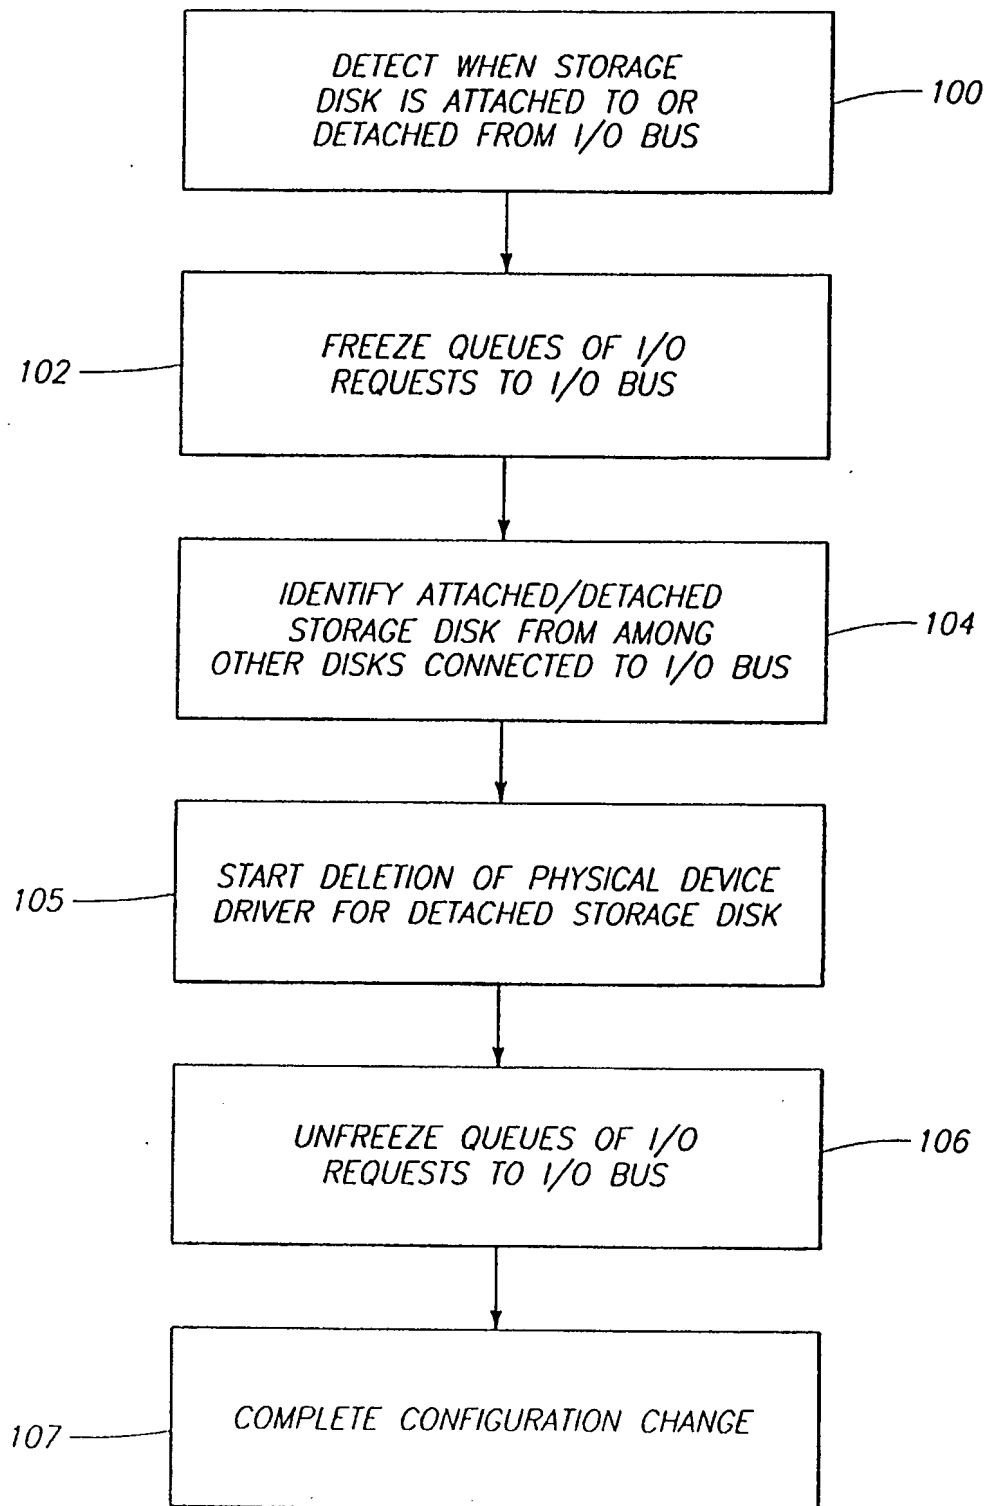 DETECT WHEN STORAGE
DISK IS ATTACHED TO OR
DETACHED FROM I/O BUS
100
FREEZE QUEUES OF I/O
REQUESTS TO I/O BUS
102
IDENTIFY ATTACHED/DETACHED
STORAGE DISK FROM AMONG
OTHER DISKS CONNECTED TO I/O BUS
104
START DELETION OF PHYSICAL DEVICE
DRIVER FOR DETACHED STORAGE DISK
105
UNFREEZE QUEUES OF I/O
REQUESTS TO I/O BUS
106
COMPLETE CONFIGURATION CHANGE
107